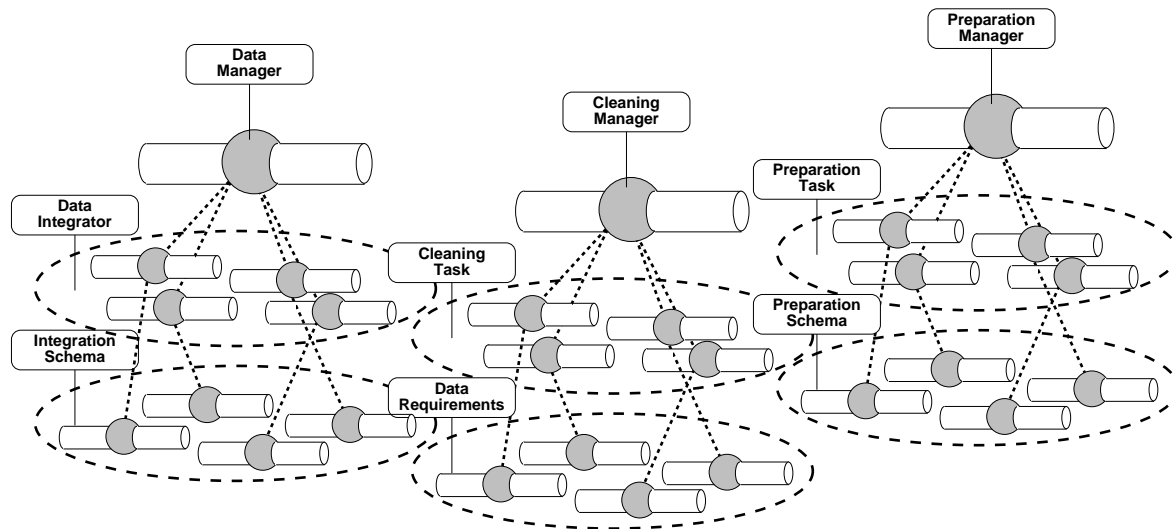 Data
Manager
Data
Integrator
Integration
Schema
Cleaning
Manager
Cleaning
Task
Data
Requirements
Preparation
Manager
Preparation
Task
Preparation
Schema